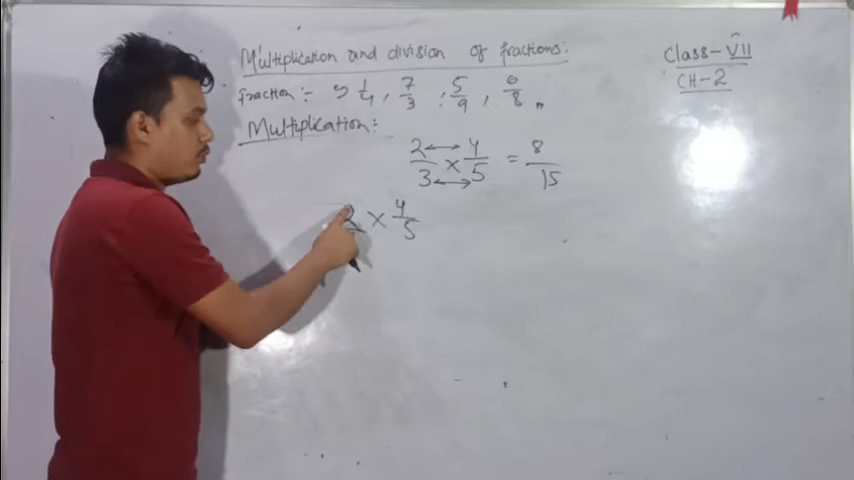 Multiplication and division of fractions:
Class-VII
CH-2
fraction:- 1/4, 7/3, 5/9, 6/8
Multiplication:
2/3 × 4/5 = 8/15
× 4/5